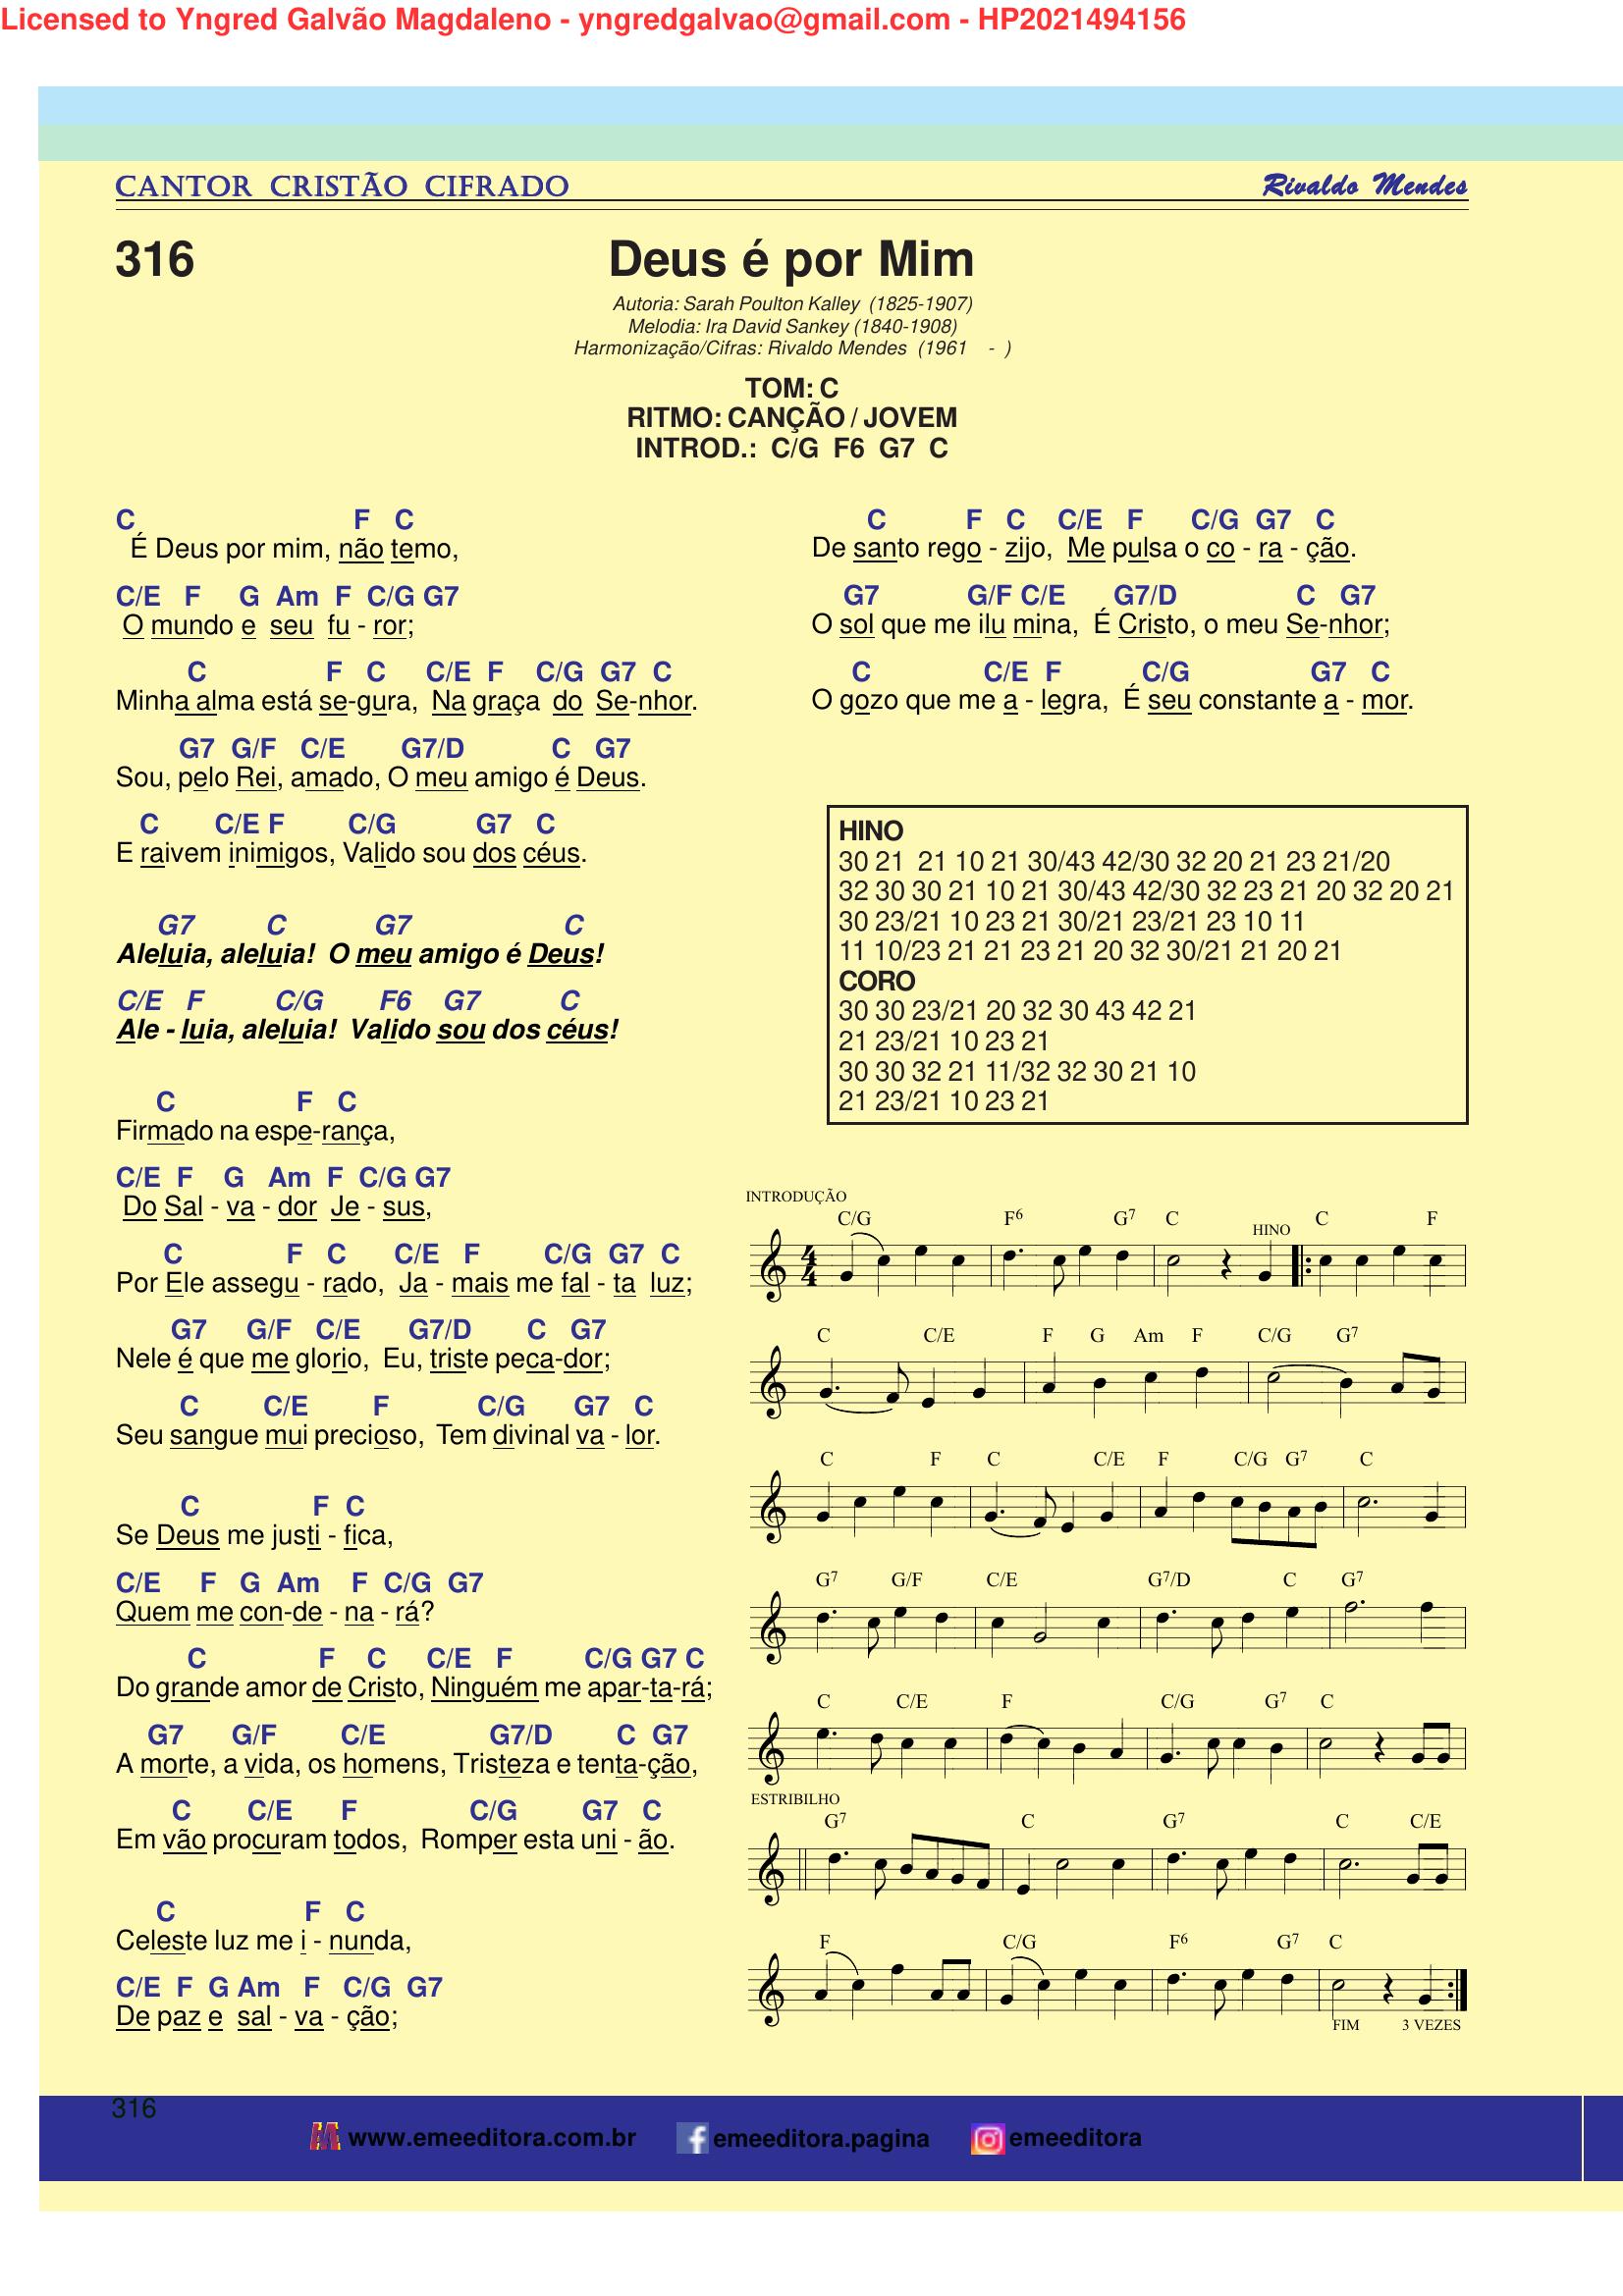 Licensed to Yngred Galvão Magdaleno - yngredgalvao@gmail.com - HP2021494156
CANTOR CRISTÃO CIFRADO
Rivaldo Mendes
316
Deus é por Mim
Autoria: Sarah Poulton Kalley (1825-1907)
Melodia: Ira David Sankey (1840-1908)
Harmonização/Cifras: Rivaldo Mendes (1961 - )
TOM: C
RITMO: CANÇÃO / JOVEM
INTROD.: C/G F6 G7 C
C F C
É Deus por mim, não temo,
C/E F G Am F C/G G7
O mundo e seu fu - ror;
C F C C/E F C/G G7 C
Minha alma está se-gura, Na graça do Se-nhor.
G7 G/F C/E G7/D C G7
Sou, pelo Rei, amado, O meu amigo é Deus.
C C/E F C/G G7 C
E raivem inimigos, Valido sou dos céus.
G7 C G7 C
Aleluia, aleluia! O meu amigo é Deus!
C/E F C/G F6 G7 C
Ale - luia, aleluia! Valido sou dos céus!
C F C
Firmado na espe-rança,
C/E F G Am F C/G G7
Do Sal - va - dor Je - sus,
C F C C/E F C/G G7 C
Por Ele assegu - rado, Ja - mais me fal - ta luz;
G7 G/F C/E G7/D C G7
Nele é que me glorio, Eu, triste peca-dor;
C C/E F C/G G7 C
Seu sangue mui precioso, Tem divinal va - lor.
C F C
Se Deus me justi - fica,
C/E F G Am F C/G G7
Quem me con-de - na - rá?
C F C C/E F C/G G7 C
Do grande amor de Cristo, Ninguém me apar-ta-rá;
G7 G/F C/E G7/D C G7
A morte, a vida, os homens, Tristeza e tenta-ção,
C C/E F C/G G7 C
Em vão procuram todos, Romper esta uni - ão.
C F C
Celeste luz me i - nunda,
C/E F G Am F C/G G7
De paz e sal - va - ção;
C F C C/E F C/G G7 C
De santo rego - zijo, Me pulsa o co - ra - ção.
G7 G/F C/E G7/D C G7
O sol que me ilu mina, É Cristo, o meu Se-nhor;
C C/E F C/G G7 C
O gozo que me a - legra, É seu constante a - mor.
HINO
30 21 21 10 21 30/43 42/30 32 20 21 23 21/20
32 30 30 21 10 21 30/43 42/30 32 23 21 20 32 20 21
30 23/21 10 23 21 30/21 23/21 23 10 11
11 10/23 21 21 23 21 20 32 30/21 21 20 21
CORO
30 30 23/21 20 32 30 43 42 21
21 23/21 10 23 21
30 30 32 21 11/32 32 30 21 10
21 23/21 10 23 21
INTRODUÇÃO
C/G F6 G7 C HINO C F
4
4
C C/E F G Am F C/G G7
C F C C/E F C/G G7 C
G7 G/F C/E G7/D C G7
C C/E F C/G G7 C
ESTRIBILHO
G7 C G7 C C/E
F C/G F6 G7 C
FIM 3 VEZES
316
www.emeeditora.com.br emeeditora.pagina emeeditora